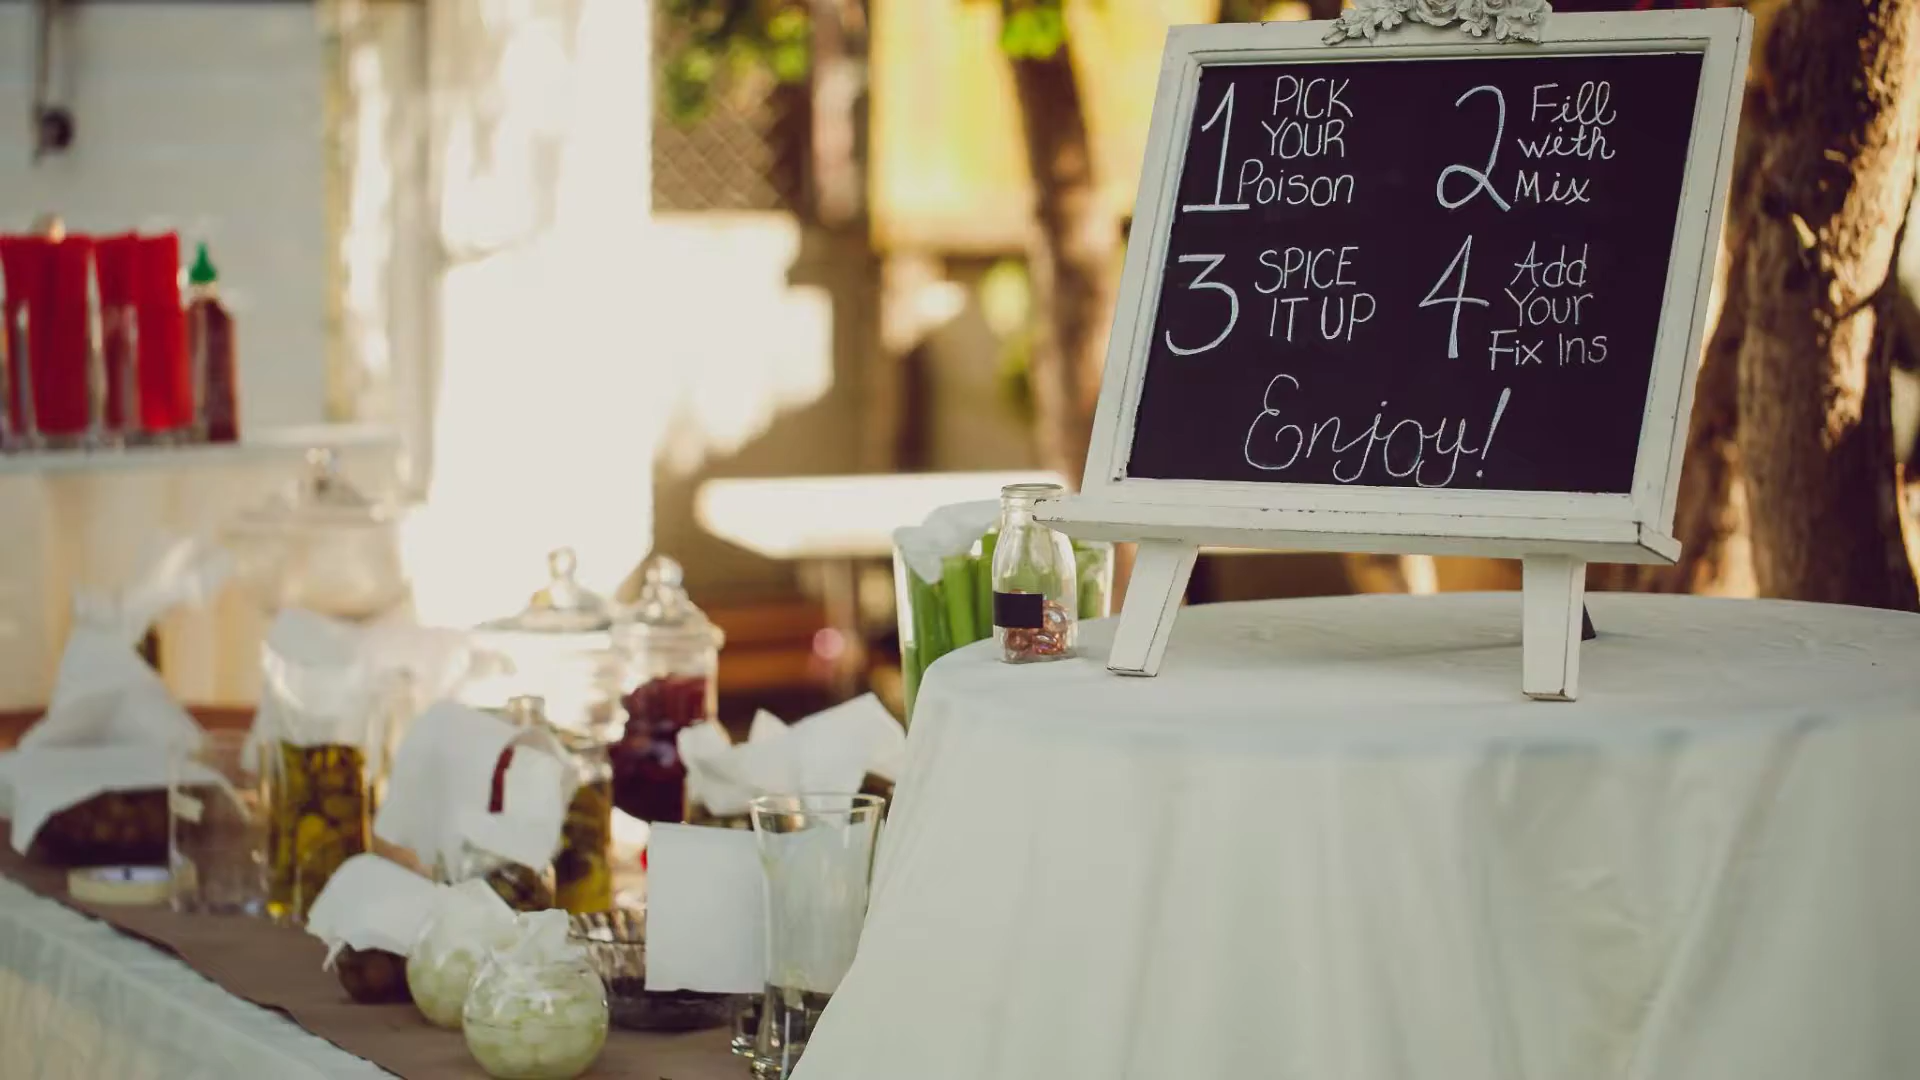 1 PICK
YOUR
Poison
2 Fill
with
Mix
3 SPICE
IT UP
4 Add
Your
Fix Ins
Enjoy!